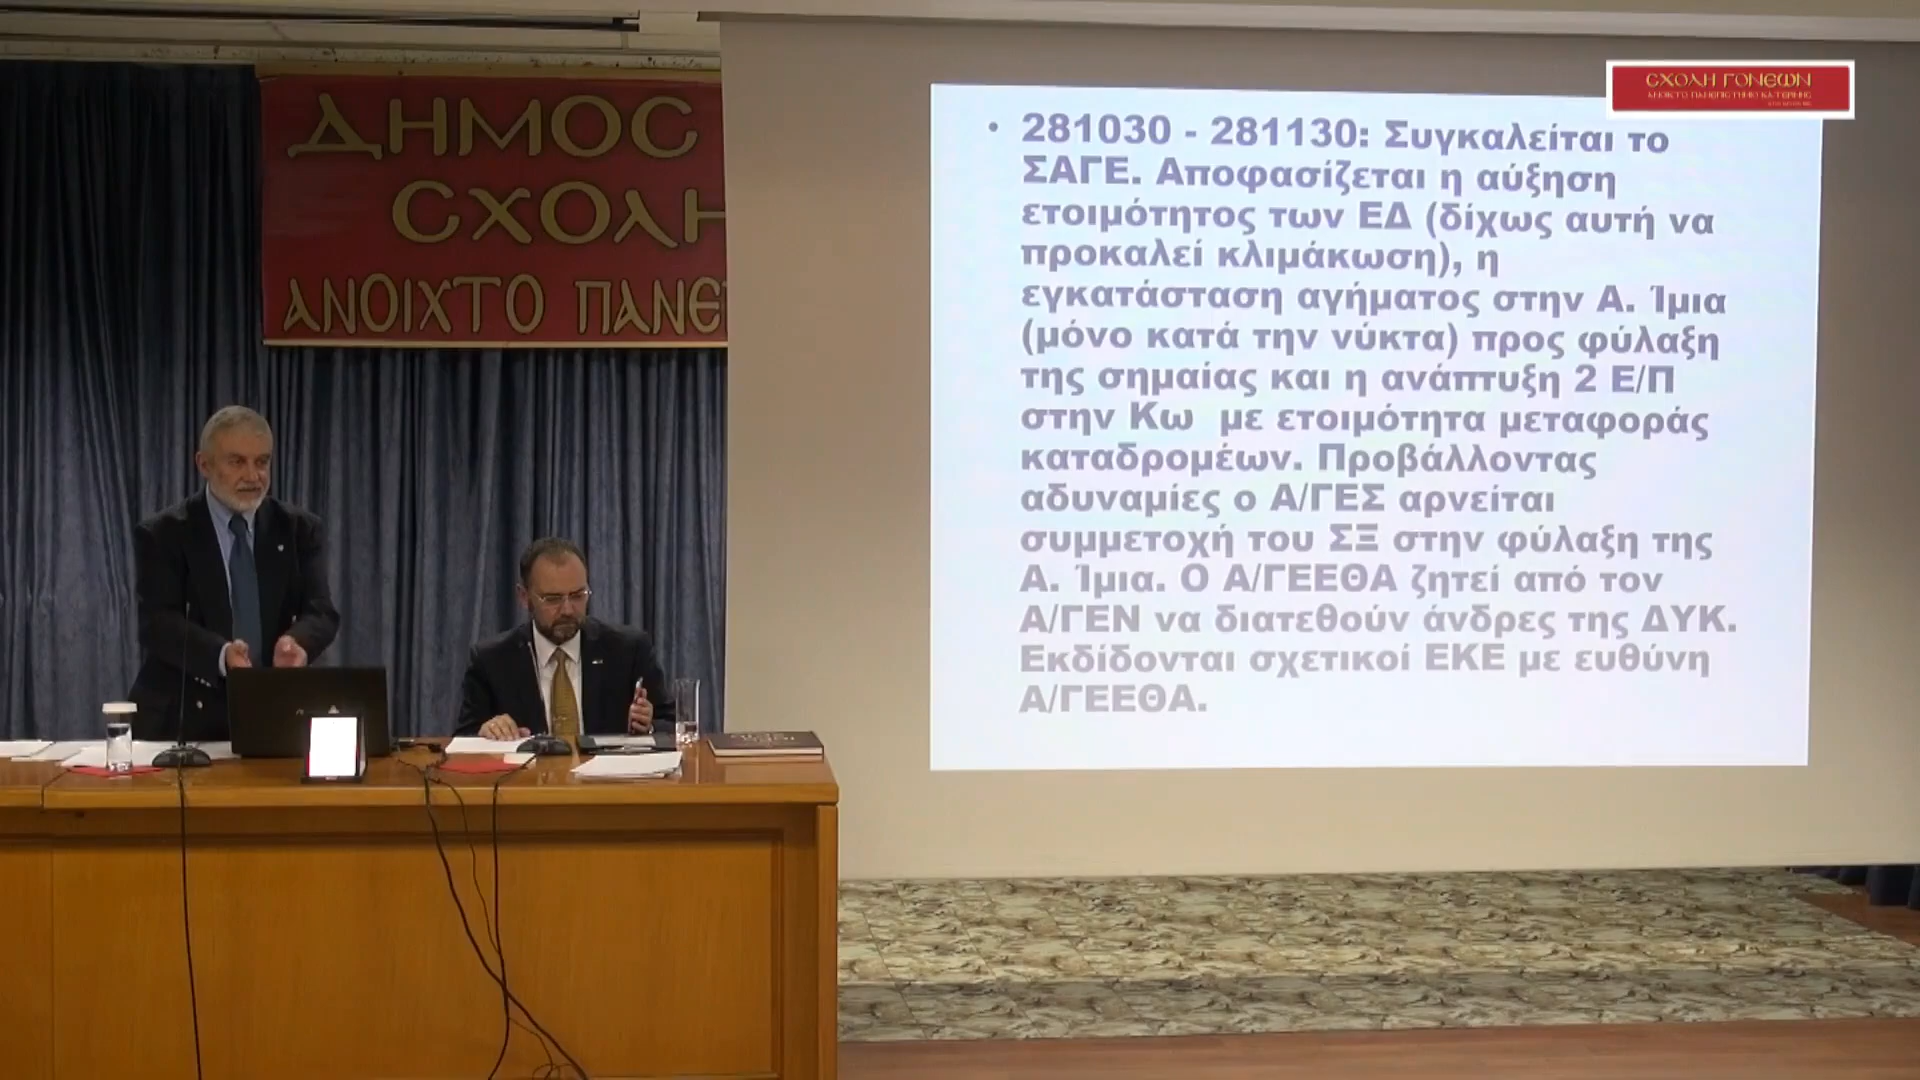 ΔΗΜΟΣ
ΣΧΟΛΗ
ΑΝΟΙΧΤΟ ΠΑΝΕ
ΣΧΟΛΗ ΓΟΝΕΩΝ
ΑΝΟΙΧΤΟ ΠΑΝΕΠΙΣΤΗΜΙΟ ΚΑΤΕΡΙΝΗΣ
• 281030 - 281130: Συγκαλείται το
ΣΑΓΕ. Αποφασίζεται η αύξηση
ετοιμότητος των ΕΔ (δίχως αυτή να
προκαλεί κλιμάκωση), η
εγκατάσταση αγήματος στην Α. Ίμια
(μόνο κατά την νύκτα) προς φύλαξη
της σημαίας και η ανάπτυξη 2 Ε/Π
στην Κω με ετοιμότητα μεταφοράς
καταδρομέων. Προβάλλοντας
αδυναμίες ο Α/ΓΕΣ αρνείται
συμμετοχή του ΣΞ στην φύλαξη της
Α. Ίμια. Ο Α/ΓΕΕΘΑ ζητεί από τον
Α/ΓΕΝ να διατεθούν άνδρες της ΔΥΚ.
Εκδίδονται σχετικοί ΕΚΕ με ευθύνη
Α/ΓΕΕΘΑ.